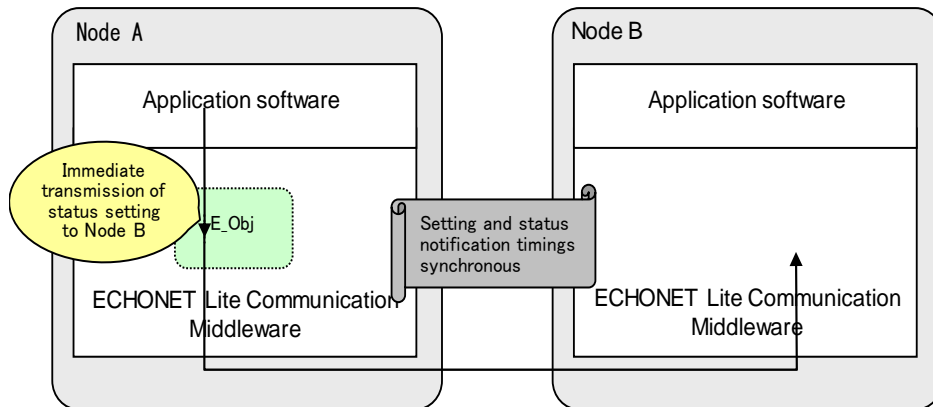 Node A
Application software
Immediate
transmission of
status setting
to Node B
E_Obj
ECHONET Lite Communication
Middleware
Setting and status
notification timings
synchronous
Node B
Application software
ECHONET Lite Communication
Middleware